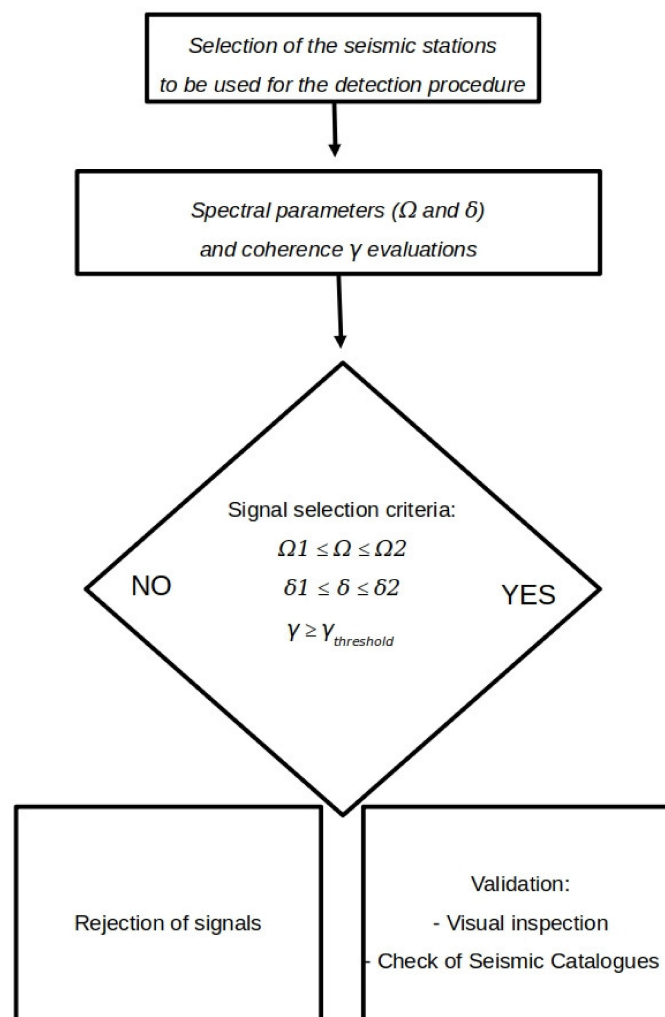 Selection of the seismic stations
to be used for the detection procedure
Spectral parameters (Ω and δ)
and coherence γ evaluations
Signal selection criteria:
Ω1 ≤ Ω ≤ Ω2
δ1 ≤ δ ≤ δ2
γ ≥ γthreshold
NO
YES
Rejection of signals
Validation:
- Visual inspection
- Check of Seismic Catalogues